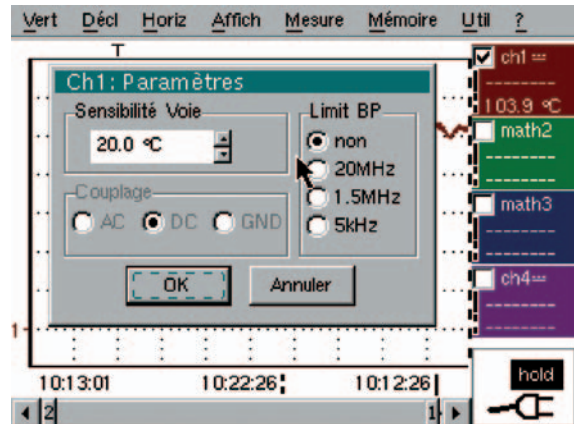 Vert Décl Horiz Affich Mesure Mémoire Util ?
T
ch1
Ch1: Paramètres
-------
103.9 °C
Sensibilité Voie
Limit BP
20.0 °C
non
math2
20MHz
-------
-------
Couplage
1.5MHz
math3
AC DC GND
5kHz
-------
-------
OK Annuler
ch4
-------
-------
1
hold
10:13:01 10:22:26 10:12:26
2 1